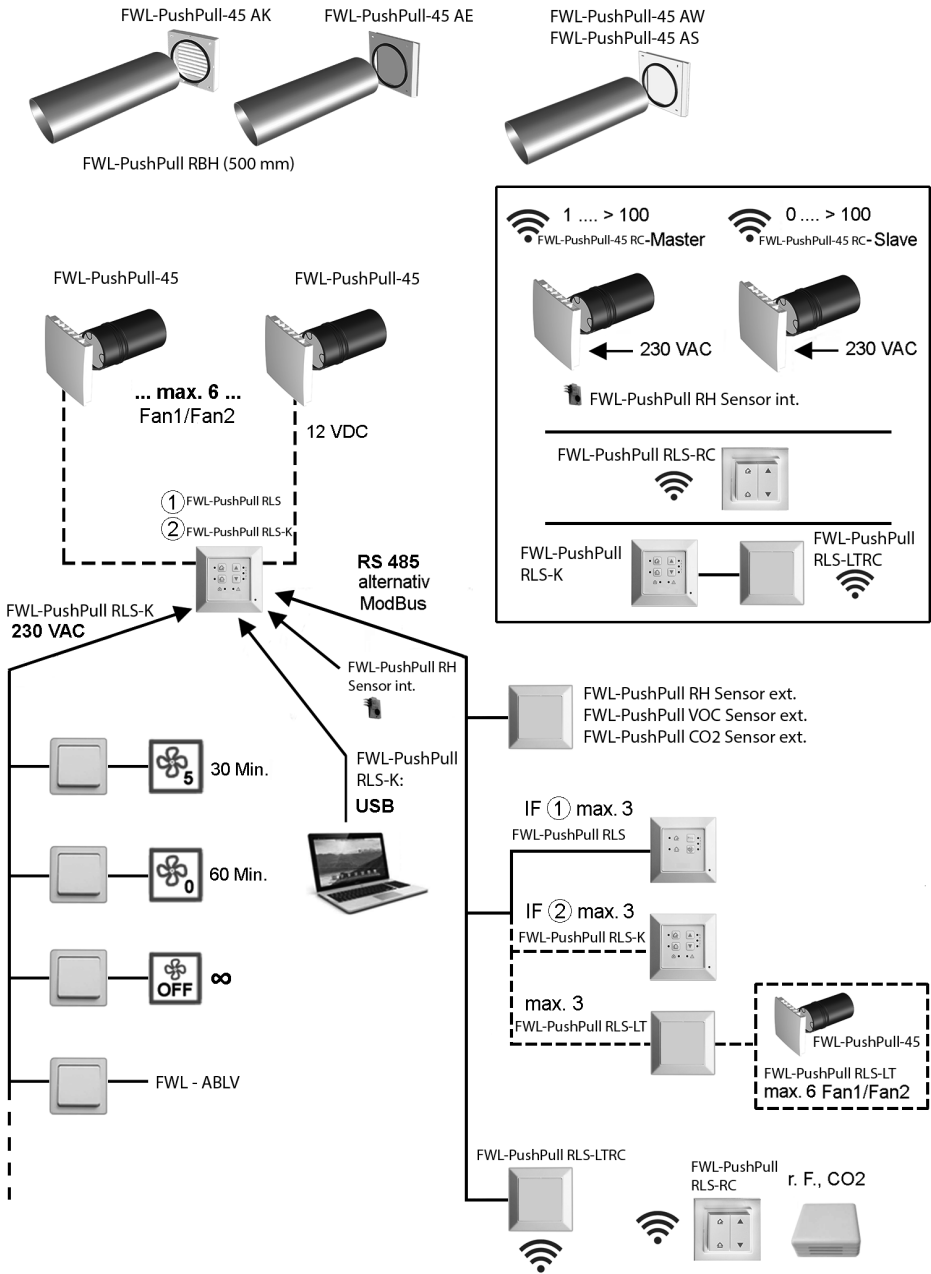 FWL-PushPull-45 AK
FWL-PushPull-45 AE
FWL-PushPull-45 AW
FWL-PushPull-45 AS
FWL-PushPull RBH (500 mm)
1 .... > 100
FWL-PushPull-45 RC-Master
0 .... > 100
FWL-PushPull-45 RC-Slave
230 VAC
230 VAC
FWL-PushPull RH Sensor int.
FWL-PushPull RLS-RC
FWL-PushPull
RLS-K
FWL-PushPull
RLS-LTRC
FWL-PushPull-45
FWL-PushPull-45
... max. 6 ...
Fan1/Fan2
12 VDC
1 FWL-PushPull RLS
2 FWL-PushPull RLS-K
RS 485
alternativ
ModBus
FWL-PushPull RLS-K
230 VAC
FWL-PushPull RH
Sensor int.
FWL-PushPull
RLS-K:
USB
5
30 Min.
0
60 Min.
OFF
∞
FWL - ABLV
FWL-PushPull RH Sensor ext.
FWL-PushPull VOC Sensor ext.
FWL-PushPull CO2 Sensor ext.
IF 1 max. 3
FWL-PushPull RLS
IF 2 max. 3
FWL-PushPull RLS-K
max. 3
FWL-PushPull RLS-LT
FWL-PushPull-45
FWL-PushPull RLS-LT
max. 6 Fan1/Fan2
FWL-PushPull RLS-LTRC
FWL-PushPull
RLS-RC
r. F., CO2